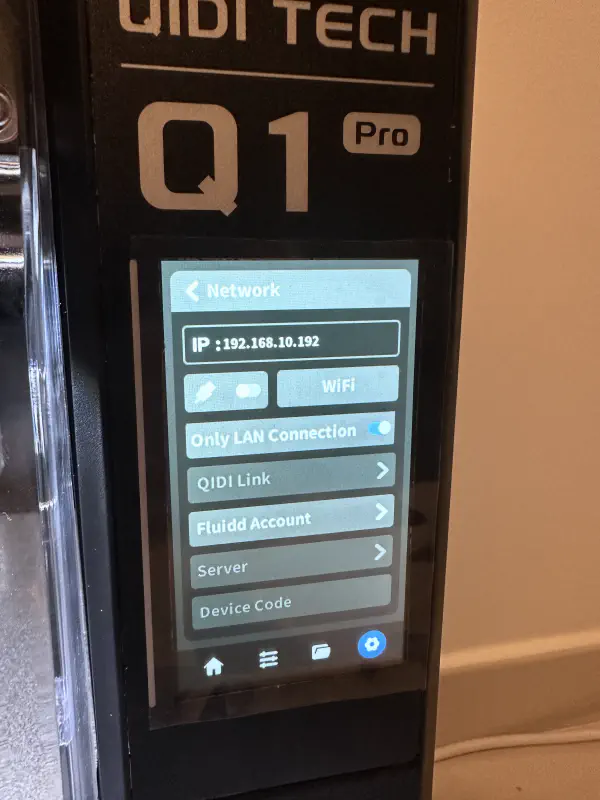 QIDI TECH
Q1 Pro
Network
IP : 192.168.10.192
WiFi
Only LAN Connection
QIDI Link
Fluidd Account
Server
Device Code